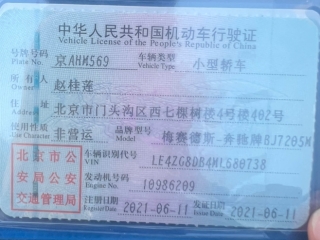 中华人民共和国机动车行驶证
Vehicle License of the People's Republic of China
号牌号码 京AHM569 车辆类型 小型轿车
Plate No. Vehicle Type
所有人 赵桂莲
Owner
住址 北京市门头沟区西七棵树楼4号楼402号
Address
使用性质 非营运 品牌型号 梅赛德斯-奔驰牌BJ7205M
Use Character Model
北京市公安局公安交通管理局
车辆识别代号
VIN
发动机号码 10986209
Engine No.
注册日期 2021-06-11 发证日期 2021-06-11
Register Date Issue Date